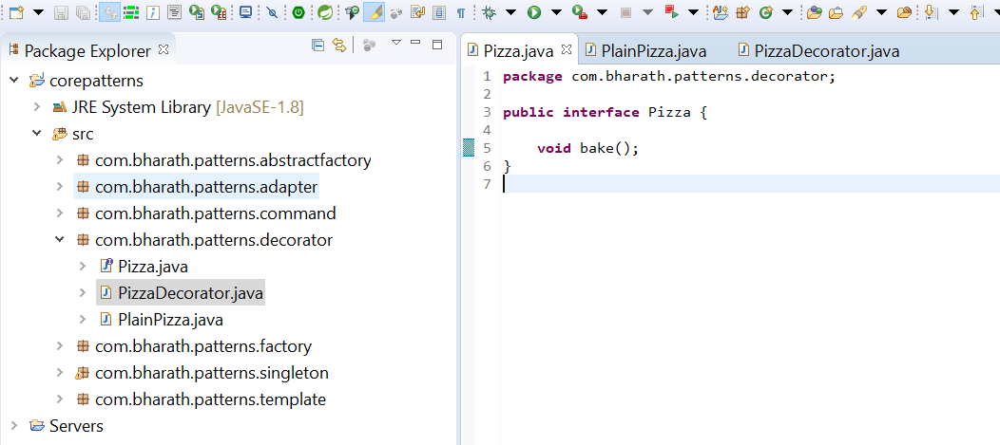 Package Explorer
corepatterns
JRE System Library [JavaSE-1.8]
src
com.bharath.patterns.abstractfactory
com.bharath.patterns.adapter
com.bharath.patterns.command
com.bharath.patterns.decorator
Pizza.java
PizzaDecorator.java
PlainPizza.java
com.bharath.patterns.factory
com.bharath.patterns.singleton
com.bharath.patterns.template
Servers
Pizza.java PlainPizza.java PizzaDecorator.java
1 package com.bharath.patterns.decorator;
2
3 public interface Pizza {
4
5 void bake();
6 }
7